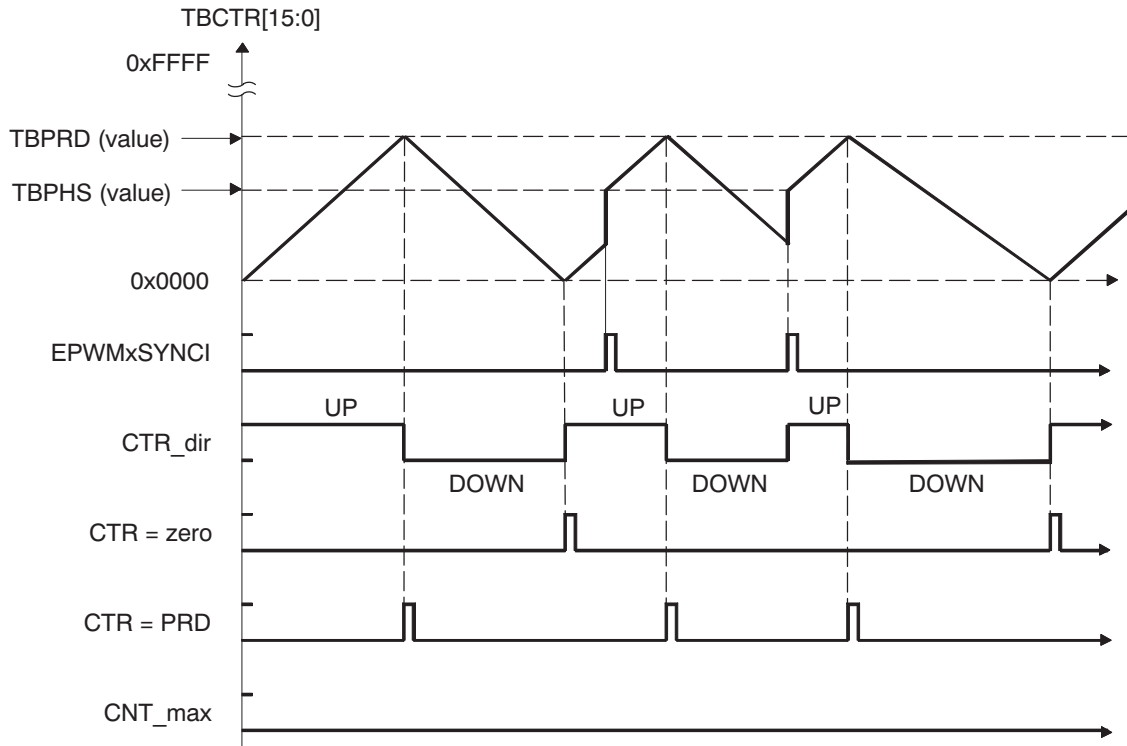 TBCTR[15:0]
0xFFFF
TBPRD (value)
TBPHS (value)
0x0000
EPWMxSYNCI
UP
UP
UP
CTR_dir
DOWN
DOWN
DOWN
CTR = zero
CTR = PRD
CNT_max